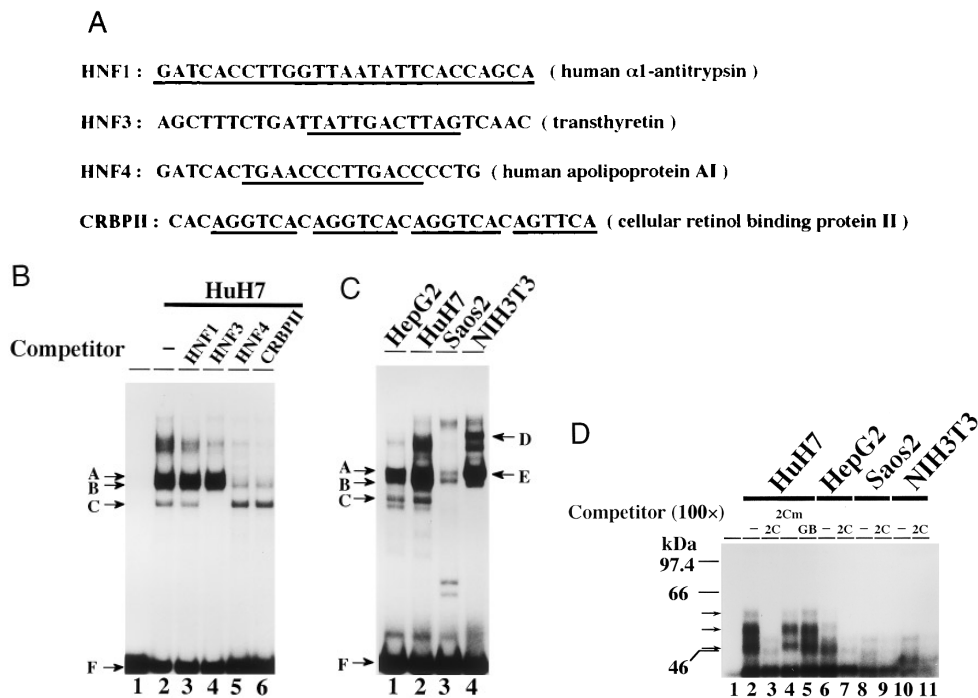 A
HNF1 : GATCACCTTGGTTAATATTCACCAGCA ( human α1-antitrypsin )
HNF3 : AGCTTTCTGATTATTGACTTAGTCAAC ( transthyretin )
HNF4 : GATCACTGAACCCTTGACCCCTG ( human apolipoprotein AI )
CRBPII : CACAGGTCACAGGTCACAGGTCACAGTTCA ( cellular retinol binding protein II )
B
HuH7
Competitor – HNF1 HNF3 HNF4 CRBPII
A
B
C
F
1 2 3 4 5 6
C
HepG2 HuH7 Saos2 NIH3T3
A
B
C
D
E
F
1 2 3 4
D
HuH7 HepG2 Saos2 NIH3T3
Competitor (100×) – 2C 2Cm GB – 2C – 2C – 2C
kDa
97.4
66
46
1 2 3 4 5 6 7 8 9 10 11